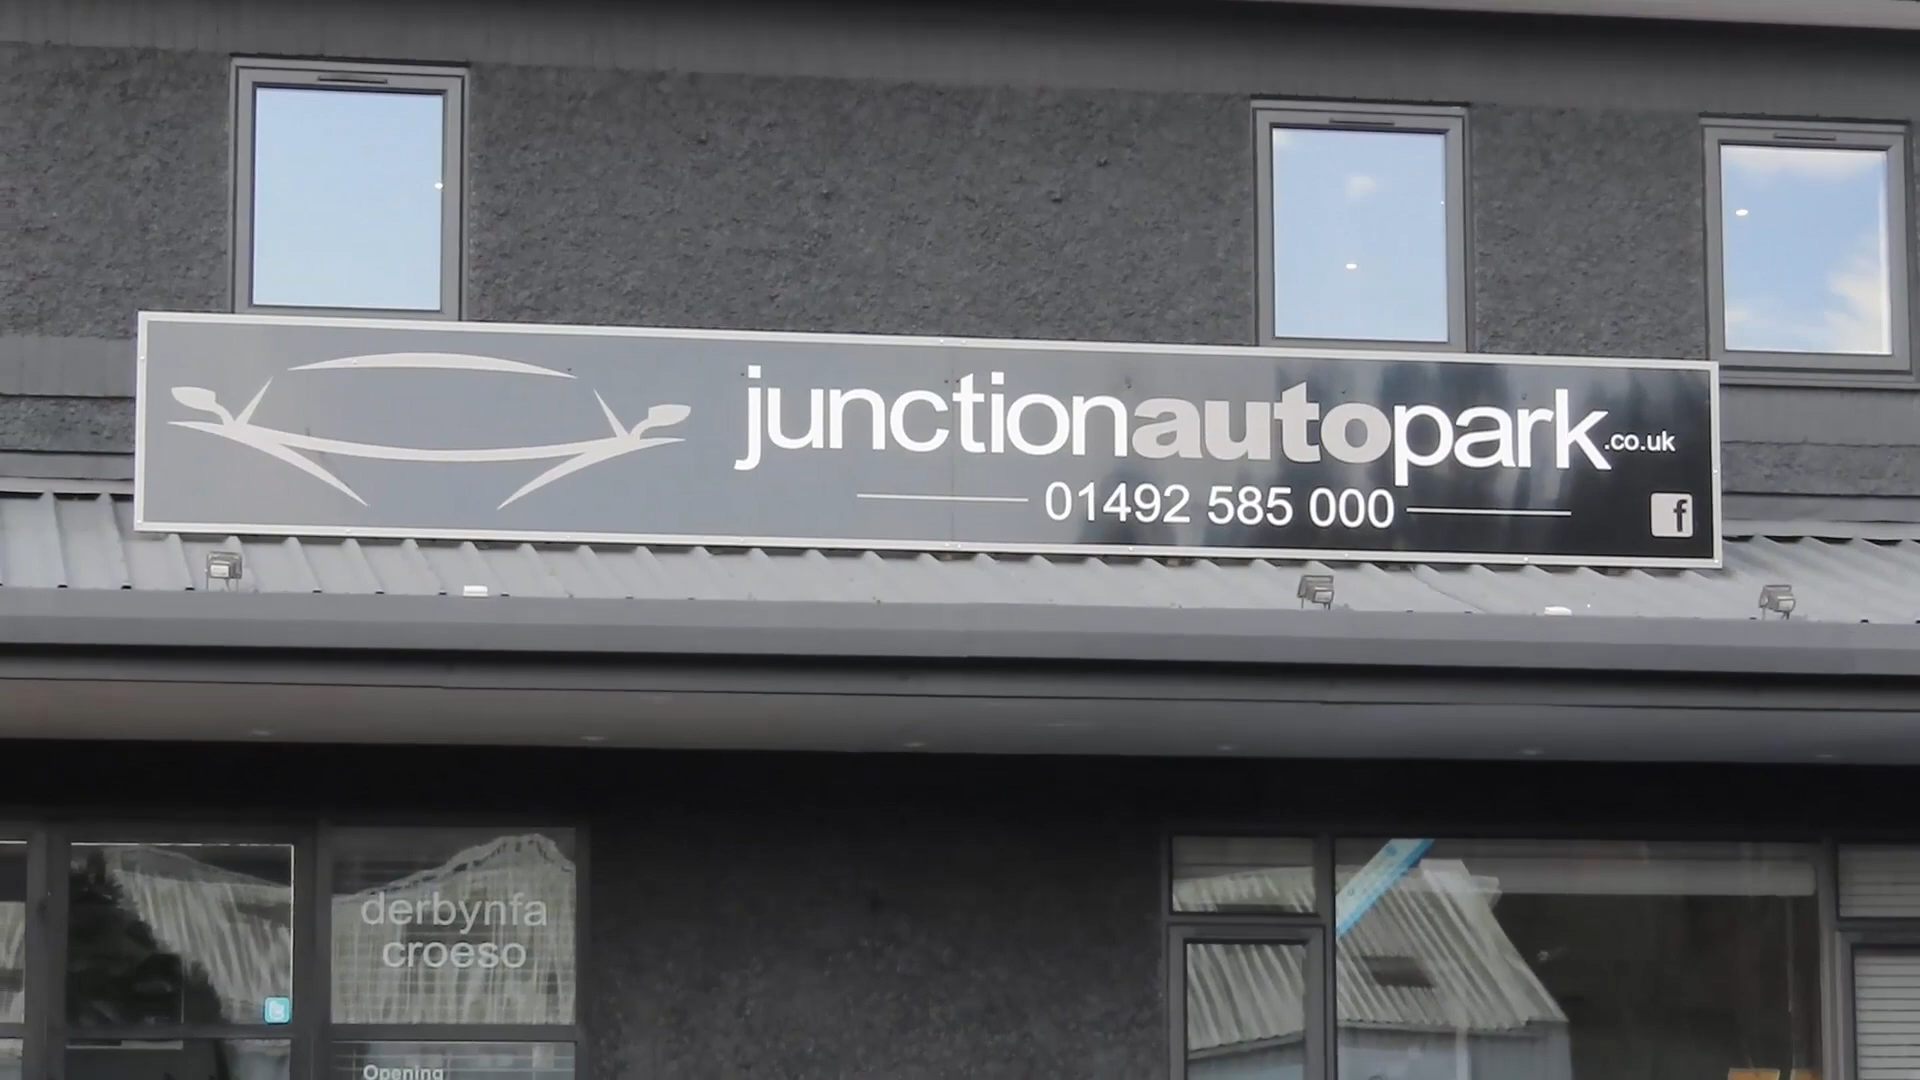 junctionautopark.co.uk
01492 585 000
f
derbynfa
croeso
Opening